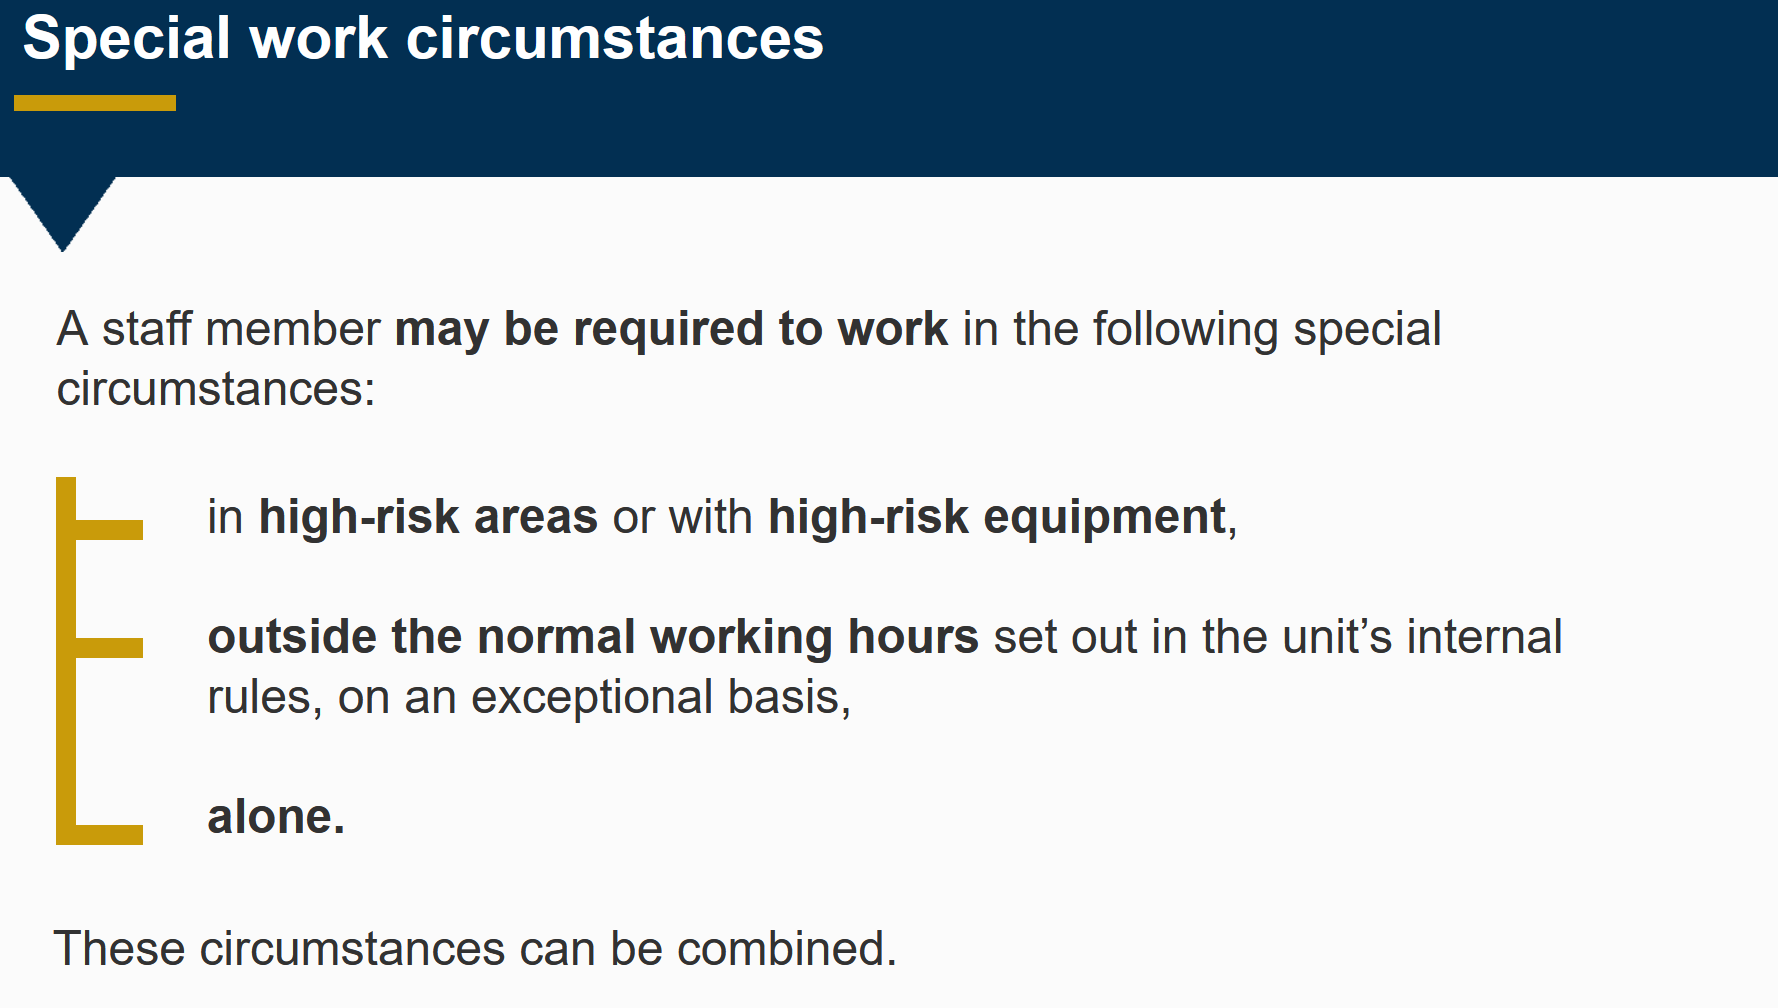 Special work circumstances
A staff member may be required to work in the following special
circumstances:
in high-risk areas or with high-risk equipment,
outside the normal working hours set out in the unit’s internal
rules, on an exceptional basis,
alone.
These circumstances can be combined.